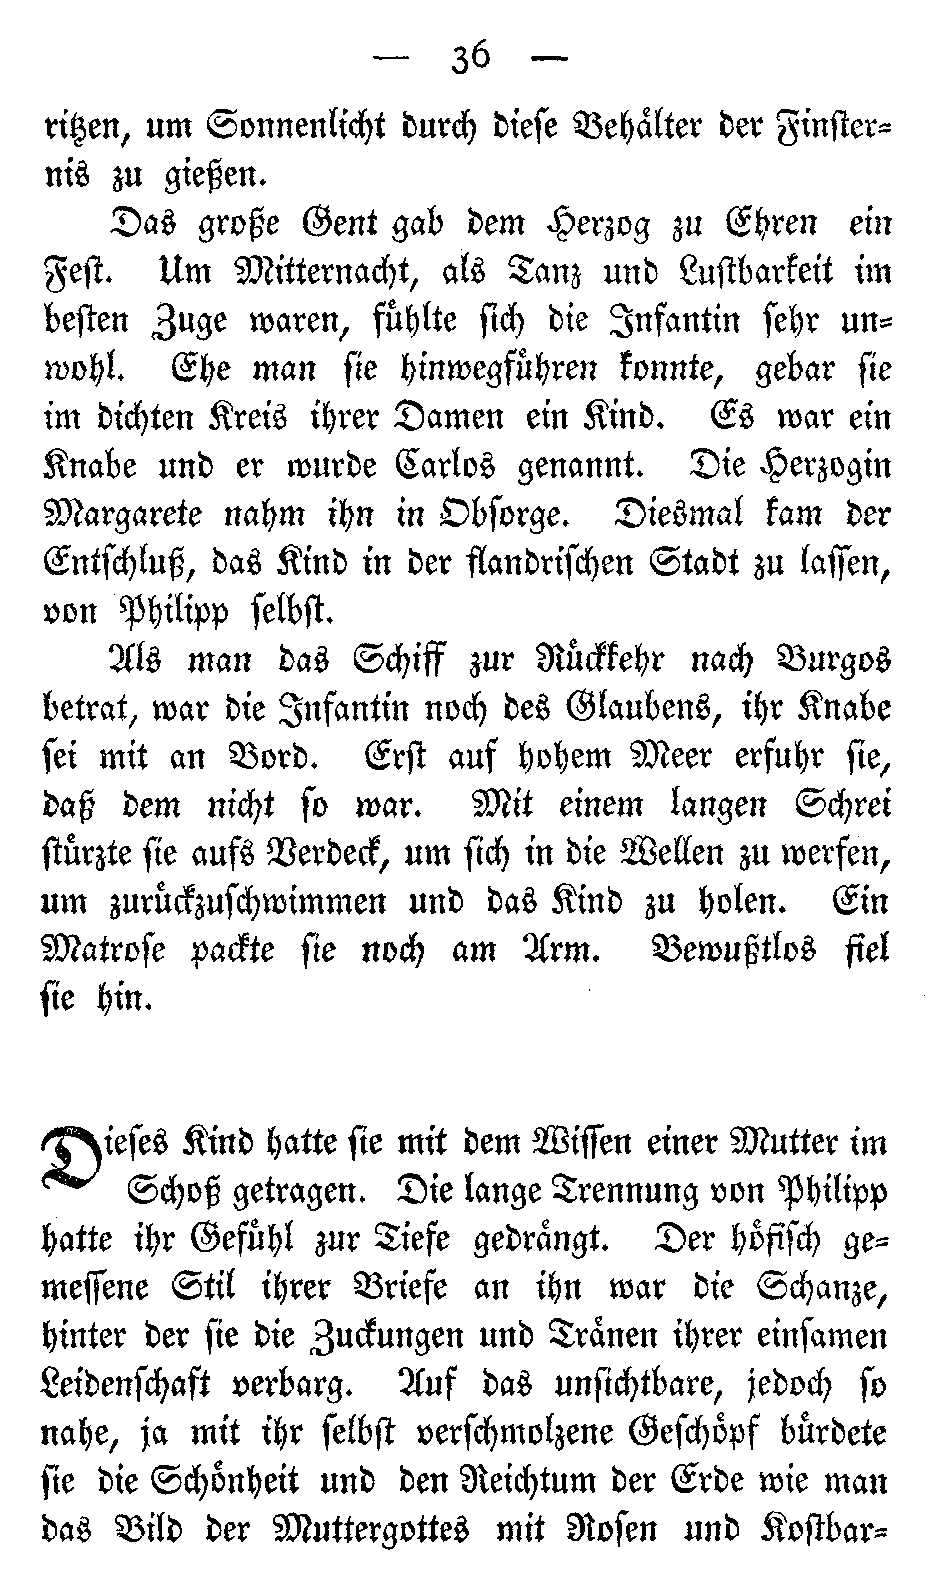 — 36 —
ritzen, um Sonnenlicht durch diese Behälter der Finster-
nis zu gießen.
Das große Gent gab dem Herzog zu Ehren ein
Fest. Um Mitternacht, als Tanz und Lustbarkeit im
besten Zuge waren, fühlte sich die Infantin sehr un-
wohl. Ehe man sie hinwegführen konnte, gebar sie
im dichten Kreis ihrer Damen ein Kind. Es war ein
Knabe und er wurde Carlos genannt. Die Herzogin
Margarete nahm ihn in Obsorge. Diesmal kam der
Entschluß, das Kind in der flandrischen Stadt zu lassen,
von Philipp selbst.
Als man das Schiff zur Rückkehr nach Burgos
betrat, war die Infantin noch des Glaubens, ihr Knabe
sei mit an Bord. Erst auf hohem Meer erfuhr sie,
daß dem nicht so war. Mit einem langen Schrei
stürzte sie aufs Verdeck, um sich in die Wellen zu werfen,
um zurückzuschwimmen und das Kind zu holen. Ein
Matrose packte sie noch am Arm. Bewußtlos fiel
sie hin.
Dieses Kind hatte sie mit dem Wissen einer Mutter im
Schoß getragen. Die lange Trennung von Philipp
hatte ihr Gefühl zur Tiefe gedrängt. Der höfisch ge-
messene Stil ihrer Briefe an ihn war die Schanze,
hinter der sie die Zuckungen und Tränen ihrer einsamen
Leidenschaft verbarg. Auf das unsichtbare, jedoch so
nahe, ja mit ihr selbst verschmolzene Geschöpf bürdete
sie die Schönheit und den Reichtum der Erde wie man
das Bild der Muttergottes mit Rosen und Kostbar-